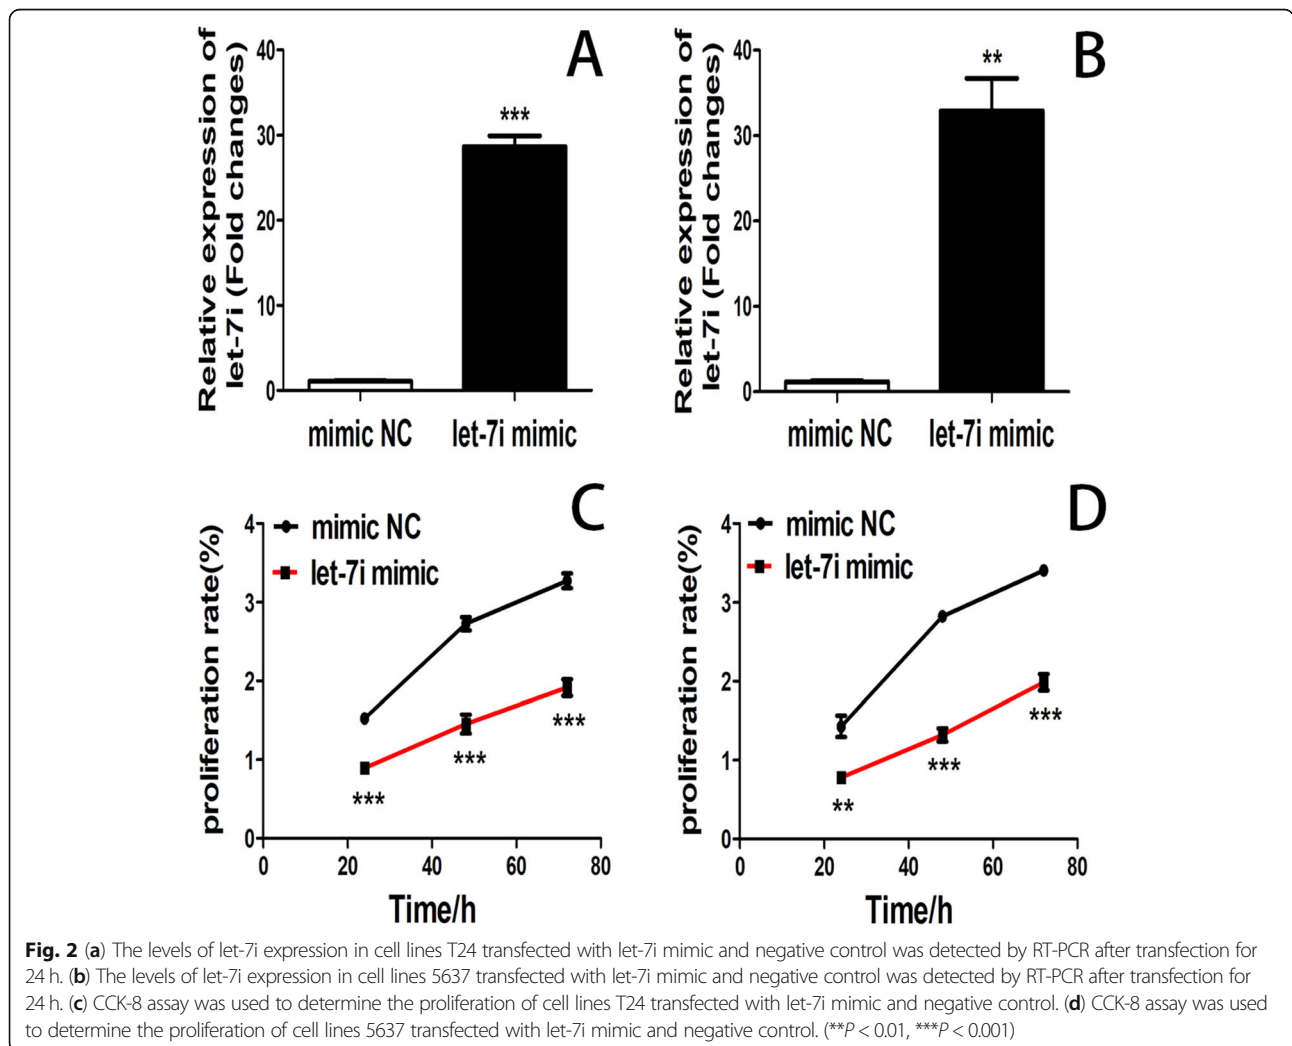 A
Relative expression of
let-7i (Fold changes)
40
30
20
10
0
***
mimic NC
let-7i mimic
B
Relative expression of
let-7i (Fold changes)
40
30
20
10
0
**
mimic NC
let-7i mimic
C
mimic NC
let-7i mimic
proliferation rate(%)
4
3
2
1
0
***
***
***
0
20
40
60
80
Time/h
D
mimic NC
let-7i mimic
proliferation rate(%)
4
3
2
1
0
**
***
***
0
20
40
60
80
Time/h
Fig. 2 (a) The levels of let-7i expression in cell lines T24 transfected with let-7i mimic and negative control was detected by RT-PCR after transfection for
24 h. (b) The levels of let-7i expression in cell lines 5637 transfected with let-7i mimic and negative control was detected by RT-PCR after transfection for
24 h. (c) CCK-8 assay was used to determine the proliferation of cell lines T24 transfected with let-7i mimic and negative control. (d) CCK-8 assay was used
to determine the proliferation of cell lines 5637 transfected with let-7i mimic and negative control. (**P < 0.01, ***P < 0.001)